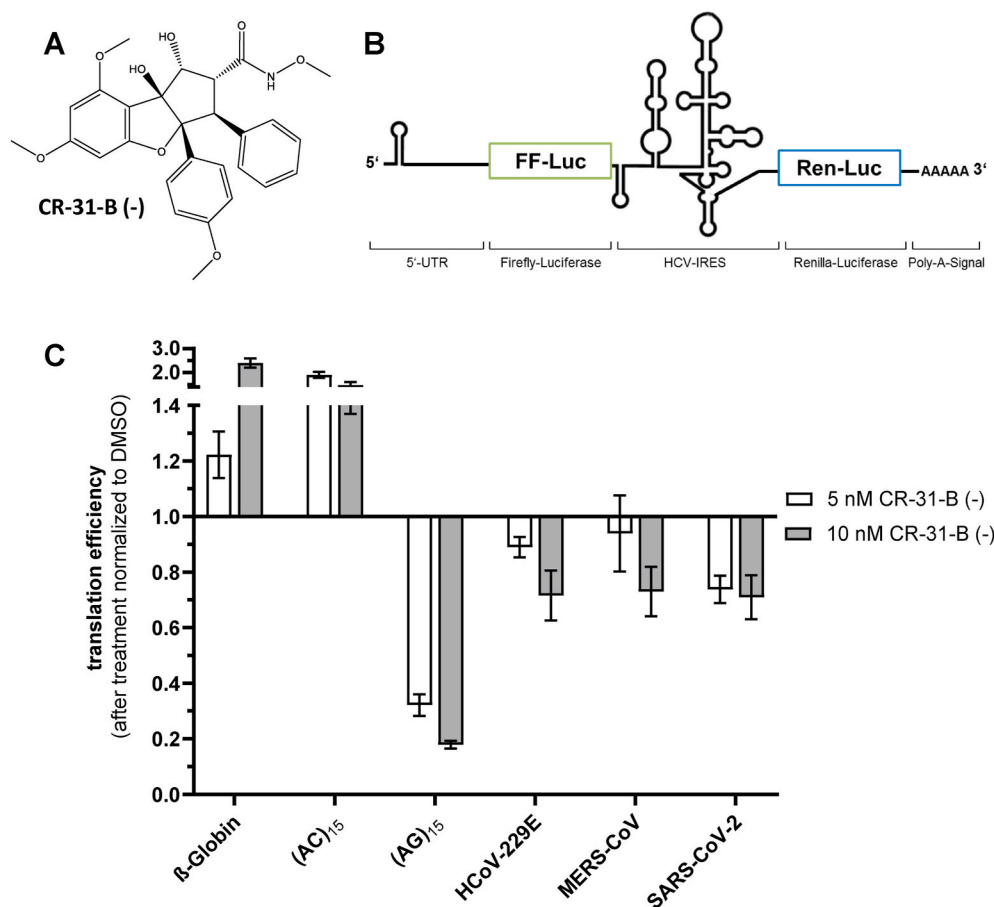 A
HO
HO
O
O
N
H
O
O
O
O
O
CR-31-B (-)
B
5‘
FF-Luc
Ren-Luc
AAAAA 3‘
5‘-UTR
Firefly-Luciferase
HCV-IRES
Renilla-Luciferase
Poly-A-Signal
C
translation efficiency
(after treatment normalized to DMSO)
3.0
2.0
1.4
1.2
1.0
0.8
0.6
0.4
0.2
0.0
5 nM CR-31-B (-)
10 nM CR-31-B (-)
ß-Globin
(AC)15
(AG)15
HCoV-229E
MERS-CoV
SARS-CoV-2